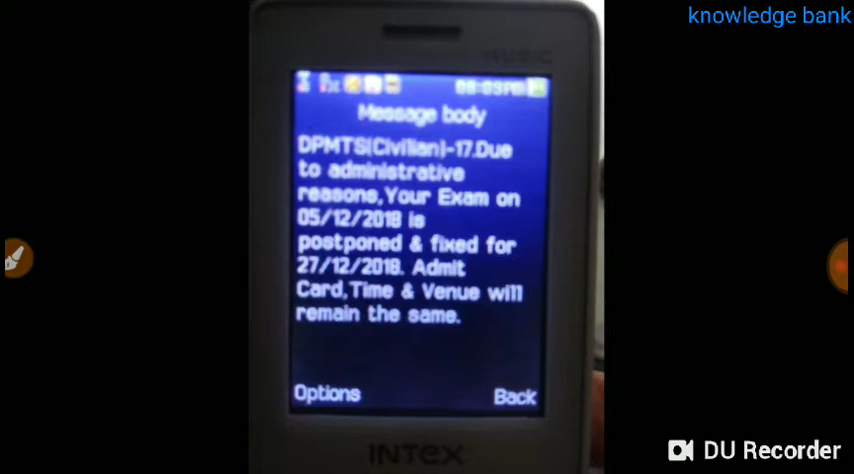 knowledge bank
MUSIC
08:03PM
Message body
DPMTS(Civilian)-17.Due
to administrative
reasons,Your Exam on
05/12/2018 is
postponed & fixed for
27/12/2018. Admit
Card,Time & Venue will
remain the same.
Options
Back
INTEX
DU Recorder